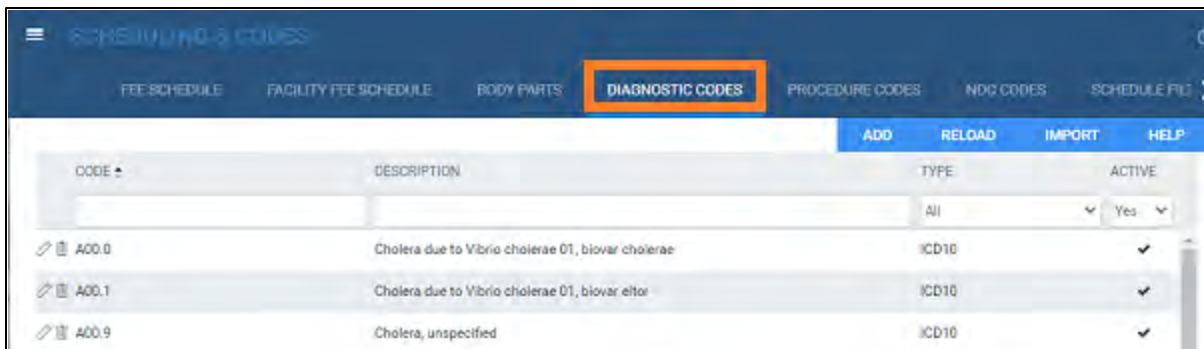 SCHEDULING & CODES
FEE SCHEDULE FACILITY FEE SCHEDULE BODY PARTS DIAGNOSTIC CODES PROCEDURE CODES NDC CODES SCHEDULE
ADD RELOAD IMPORT HELP
CODE DESCRIPTION TYPE ACTIVE
All Yes
A00.0 Cholera due to Vibrio cholerae 01, biovar cholerae ICD10
A00.1 Cholera due to Vibrio cholerae 01, biovar eltor ICD10
A00.9 Cholera, unspecified ICD10